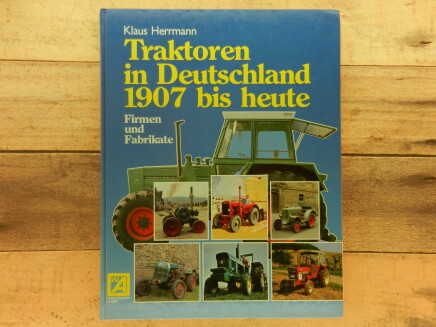 Klaus Herrmann
Traktoren
in Deutschland
1907 bis heute
Firmen
und
Fabrikate